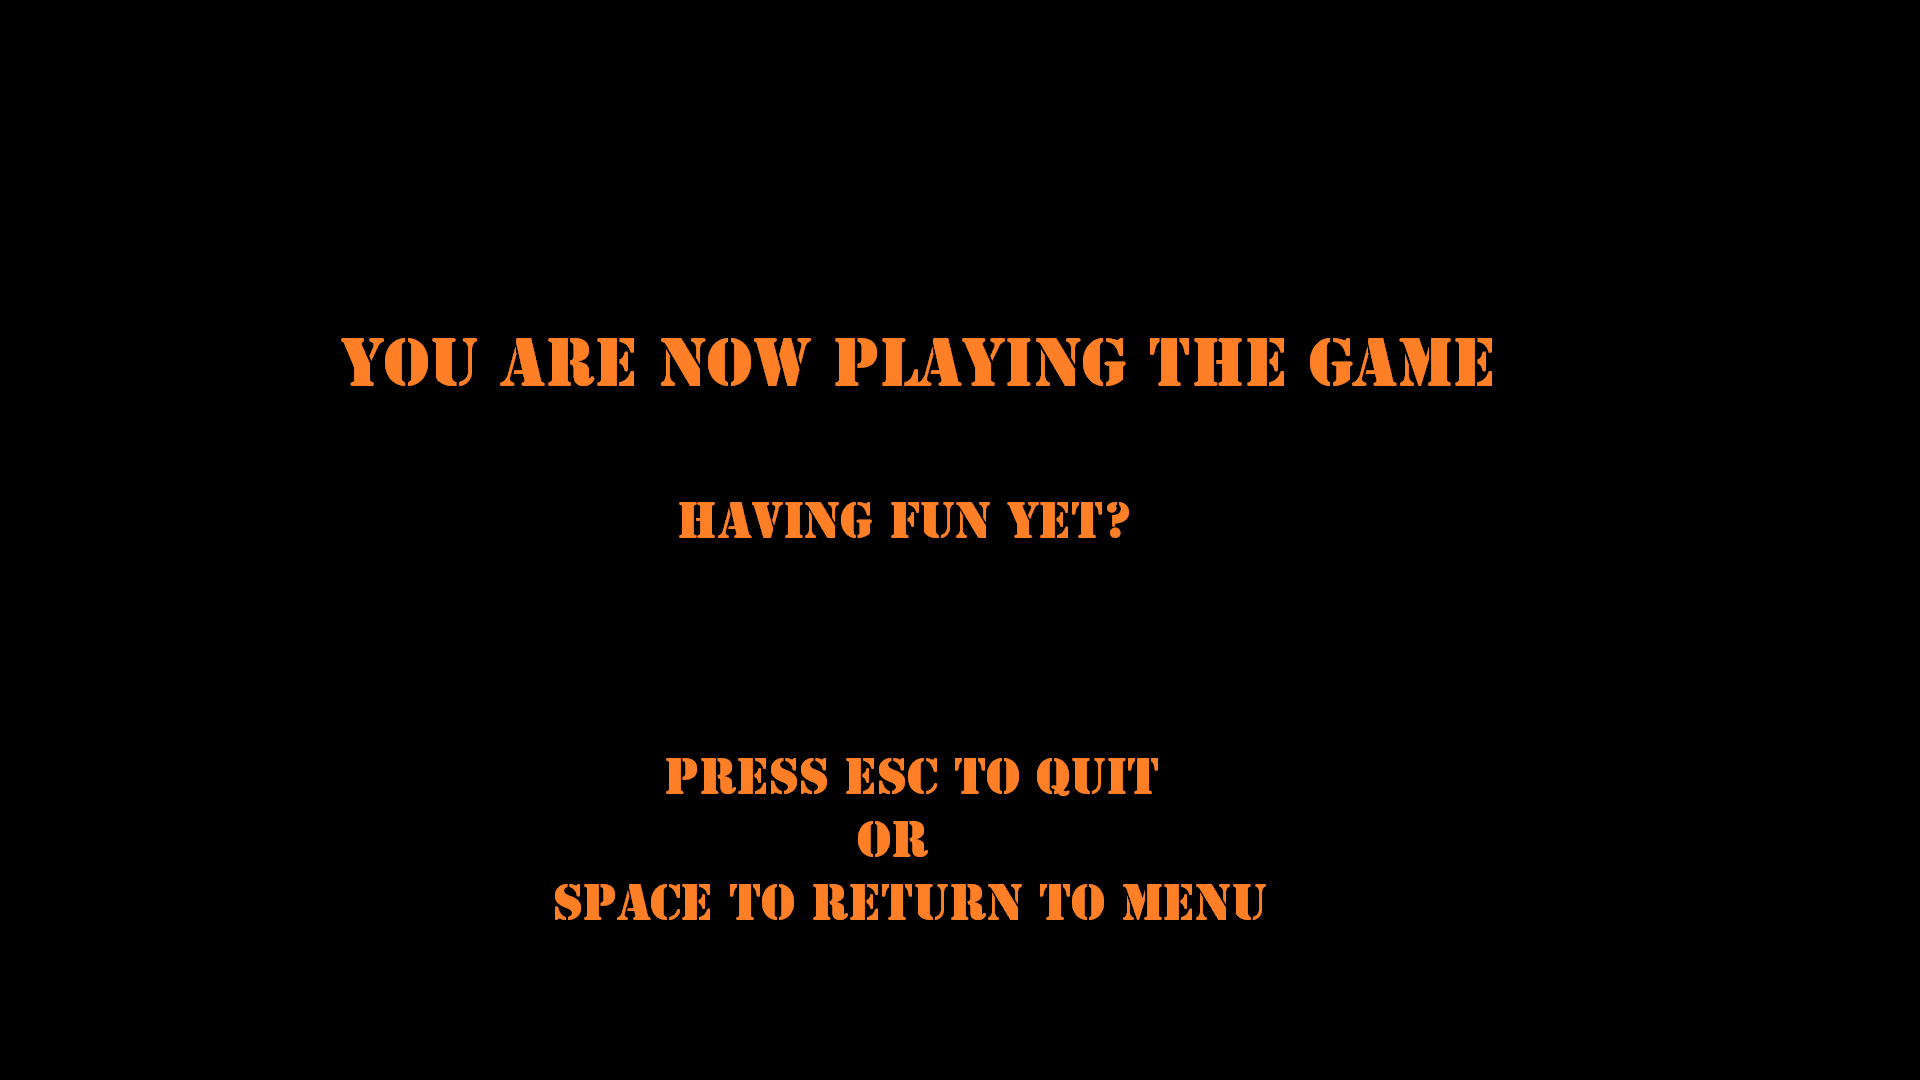 YOU ARE NOW PLAYING THE GAME
HAVING FUN YET?
PRESS ESC TO QUIT
OR
SPACE TO RETURN TO MENU